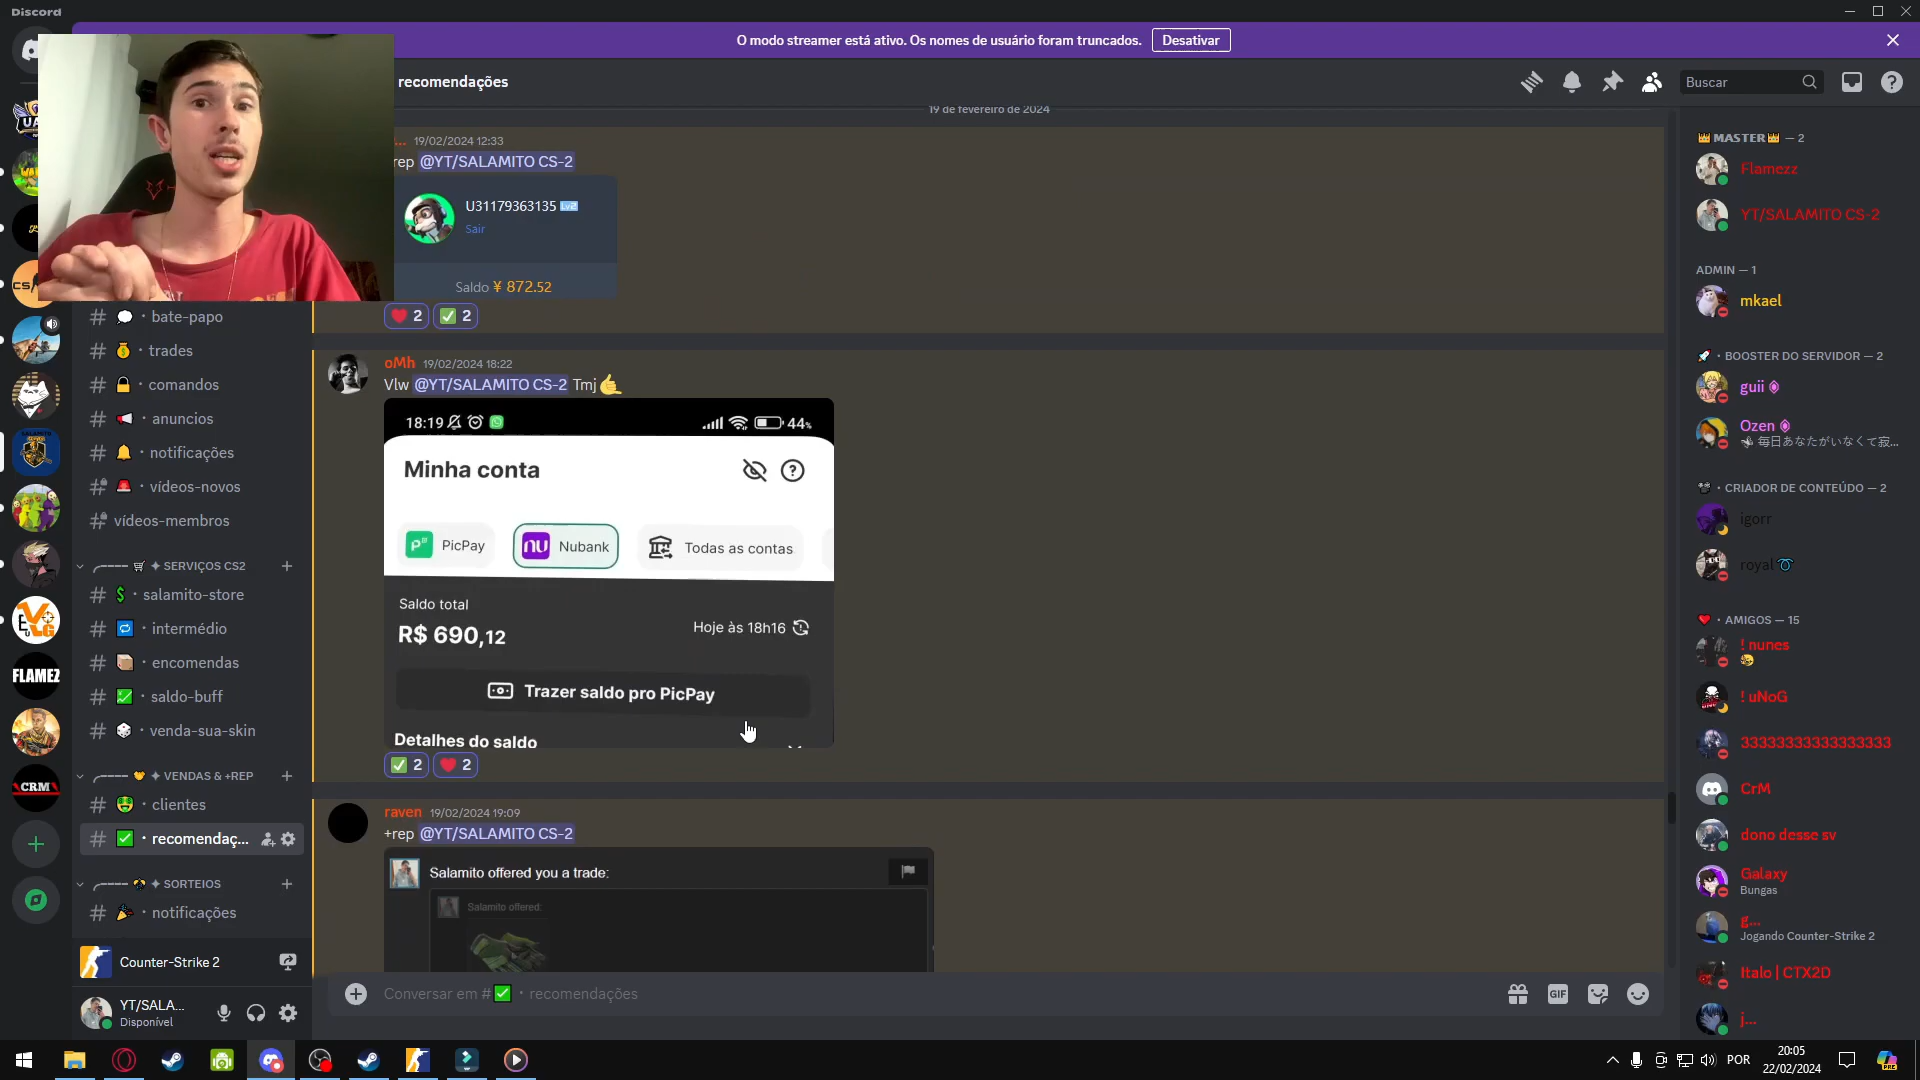 Discord
O modo streamer está ativo. Os nomes de usuário foram truncados.
Desativar
recomendações
Buscar
19 de fevereiro de 2024
... 19/02/2024 12:33
rep @YT/SALAMITO CS-2
U31179363135 Lv2
Sair
Saldo ¥ 872.52
2
2
oMh 19/02/2024 18:22
Vlw @YT/SALAMITO CS-2 Tmj
18:19
44%
Minha conta
PicPay
nu Nubank
Todas as contas
Saldo total
R$ 690,12
Hoje às 18h16
Trazer saldo pro PicPay
Detalhes do saldo
2
2
raven 19/02/2024 19:09
+rep @YT/SALAMITO CS-2
Salamito offered you a trade:
Salamito offered:
Conversar em # · recomendações
GIF
CS
FLAMEZ
CRM
# · bate-papo
# · trades
# · comandos
# · anuncios
# · notificações
# · vídeos-novos
# vídeos-membros
SERVIÇOS CS2
# · salamito-store
# · intermédio
# · encomendas
# · saldo-buff
# · venda-sua-skin
VENDAS & +REP
# · clientes
# · recomendaç...
SORTEIOS
# · notificações
Counter-Strike 2
YT/SALA...
Disponível
MASTER — 2
Flamezz
YT/SALAMITO CS-2
ADMIN — 1
mkael
· BOOSTER DO SERVIDOR — 2
guii
Ozen
毎日あなたがいなくて寂...
· CRIADOR DE CONTEÚDO — 2
igorr
royal
· AMIGOS — 15
! nunes
! uNoG
33333333333333333
CrM
dono desse sv
Galaxy
Bungas
g...
Jogando Counter-Strike 2
Italo | CTX2D
j...
POR
20:05
22/02/2024
PRE